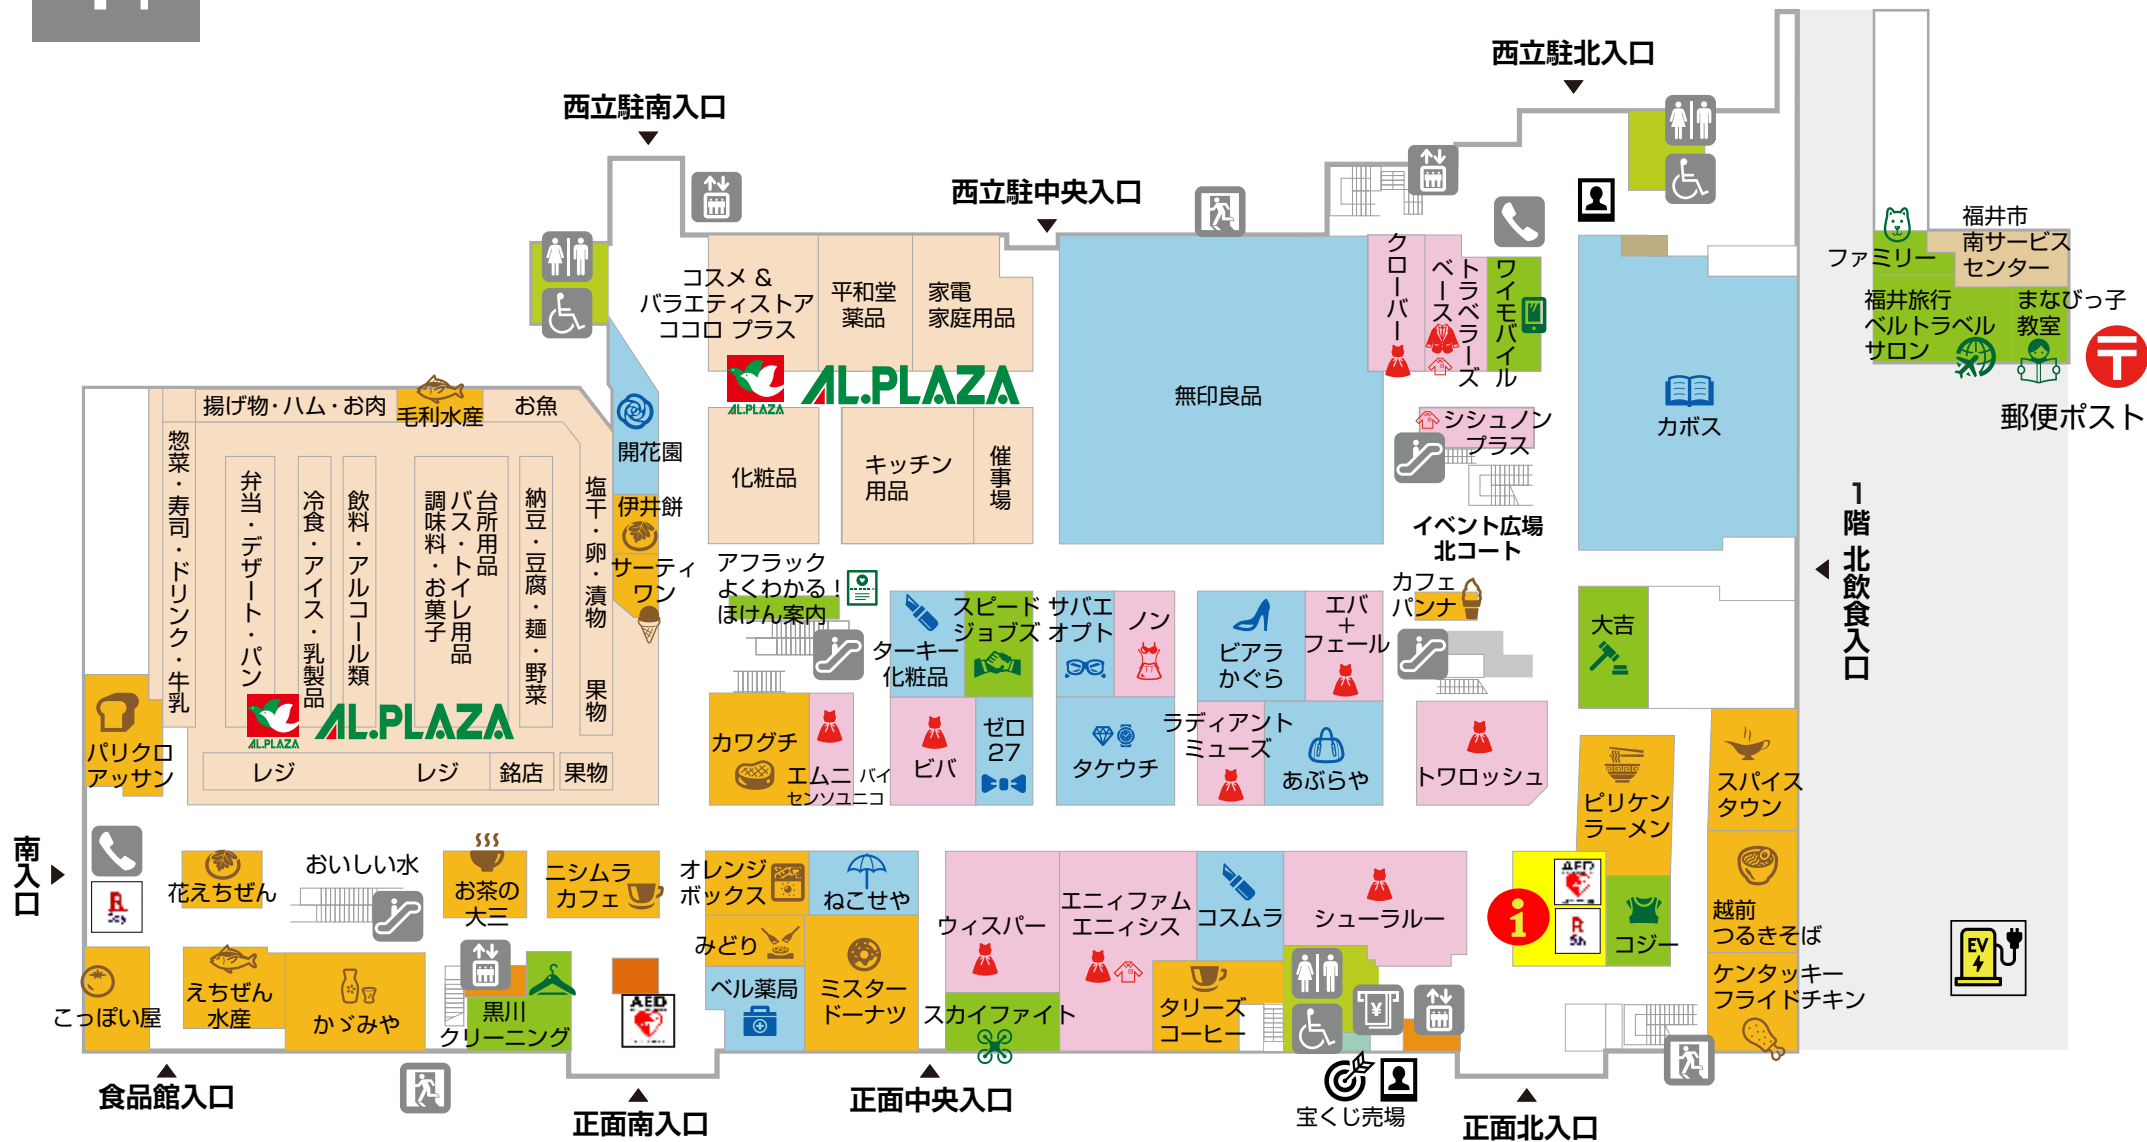 西立駐北入口
西立駐南入口
西立駐中央入口
福井市
南サービス
センター
ファミリー
福井旅行
ベルトラベル
サロン
まなびっ子
教室
郵便ポスト
コスメ &
バラエティストア
ココロ プラス
平和堂
薬品
家電
家庭用品
AL.PLAZA
AL.PLAZA
無印良品
クローバー
トラベラーズ
ベース
ワイモバイル
カボス
シシュノン
プラス
揚げ物・ハム・お肉
毛利水産
お魚
開花園
惣菜・寿司・ドリンク・牛乳
弁当・デザート・パン
冷食・アイス・乳製品
飲料・アルコール類
台所用品
バス・トイレ用品
調味料・お菓子
納豆・豆腐・麺・野菜
塩干・卵・漬物
果物
伊井餅
サーティ
ワン
化粧品
キッチン
用品
催事場
イベント広場
北コート
1階 北飲食入口
アフラック
よくわかる!
ほけん案内
ターキー
化粧品
スピード
ジョブズ
サバエ
オプト
ノン
ビアラ
かぐら
エバ
+
フェール
カフェ
パンナ
大吉
AL.PLAZA
AL.PLAZA
パリクロ
アッサン
レジ
レジ
銘店
果物
カワグチ
エムニ バイ
センソユニコ
ビバ
ゼロ
27
タケウチ
ラディアント
ミューズ
あぶらや
トワロッシュ
ピリケン
ラーメン
スパイス
タウン
南入口
花えちぜん
おいしい水
お茶の
大三
ニシムラ
カフェ
オレンジ
ボックス
ねこせや
ウィスパー
エニィファム
エニィシス
コスムラ
シューラルー
i
AED
コジー
越前
つるきそば
こっぽい屋
えちぜん
水産
かゞみや
黒川
クリーニング
AED
みどり
ベル薬局
ミスター
ドーナツ
スカイファイト
タリーズ
コーヒー
¥
ケンタッキー
フライドチキン
EV
食品館入口
正面南入口
正面中央入口
宝くじ売場
正面北入口